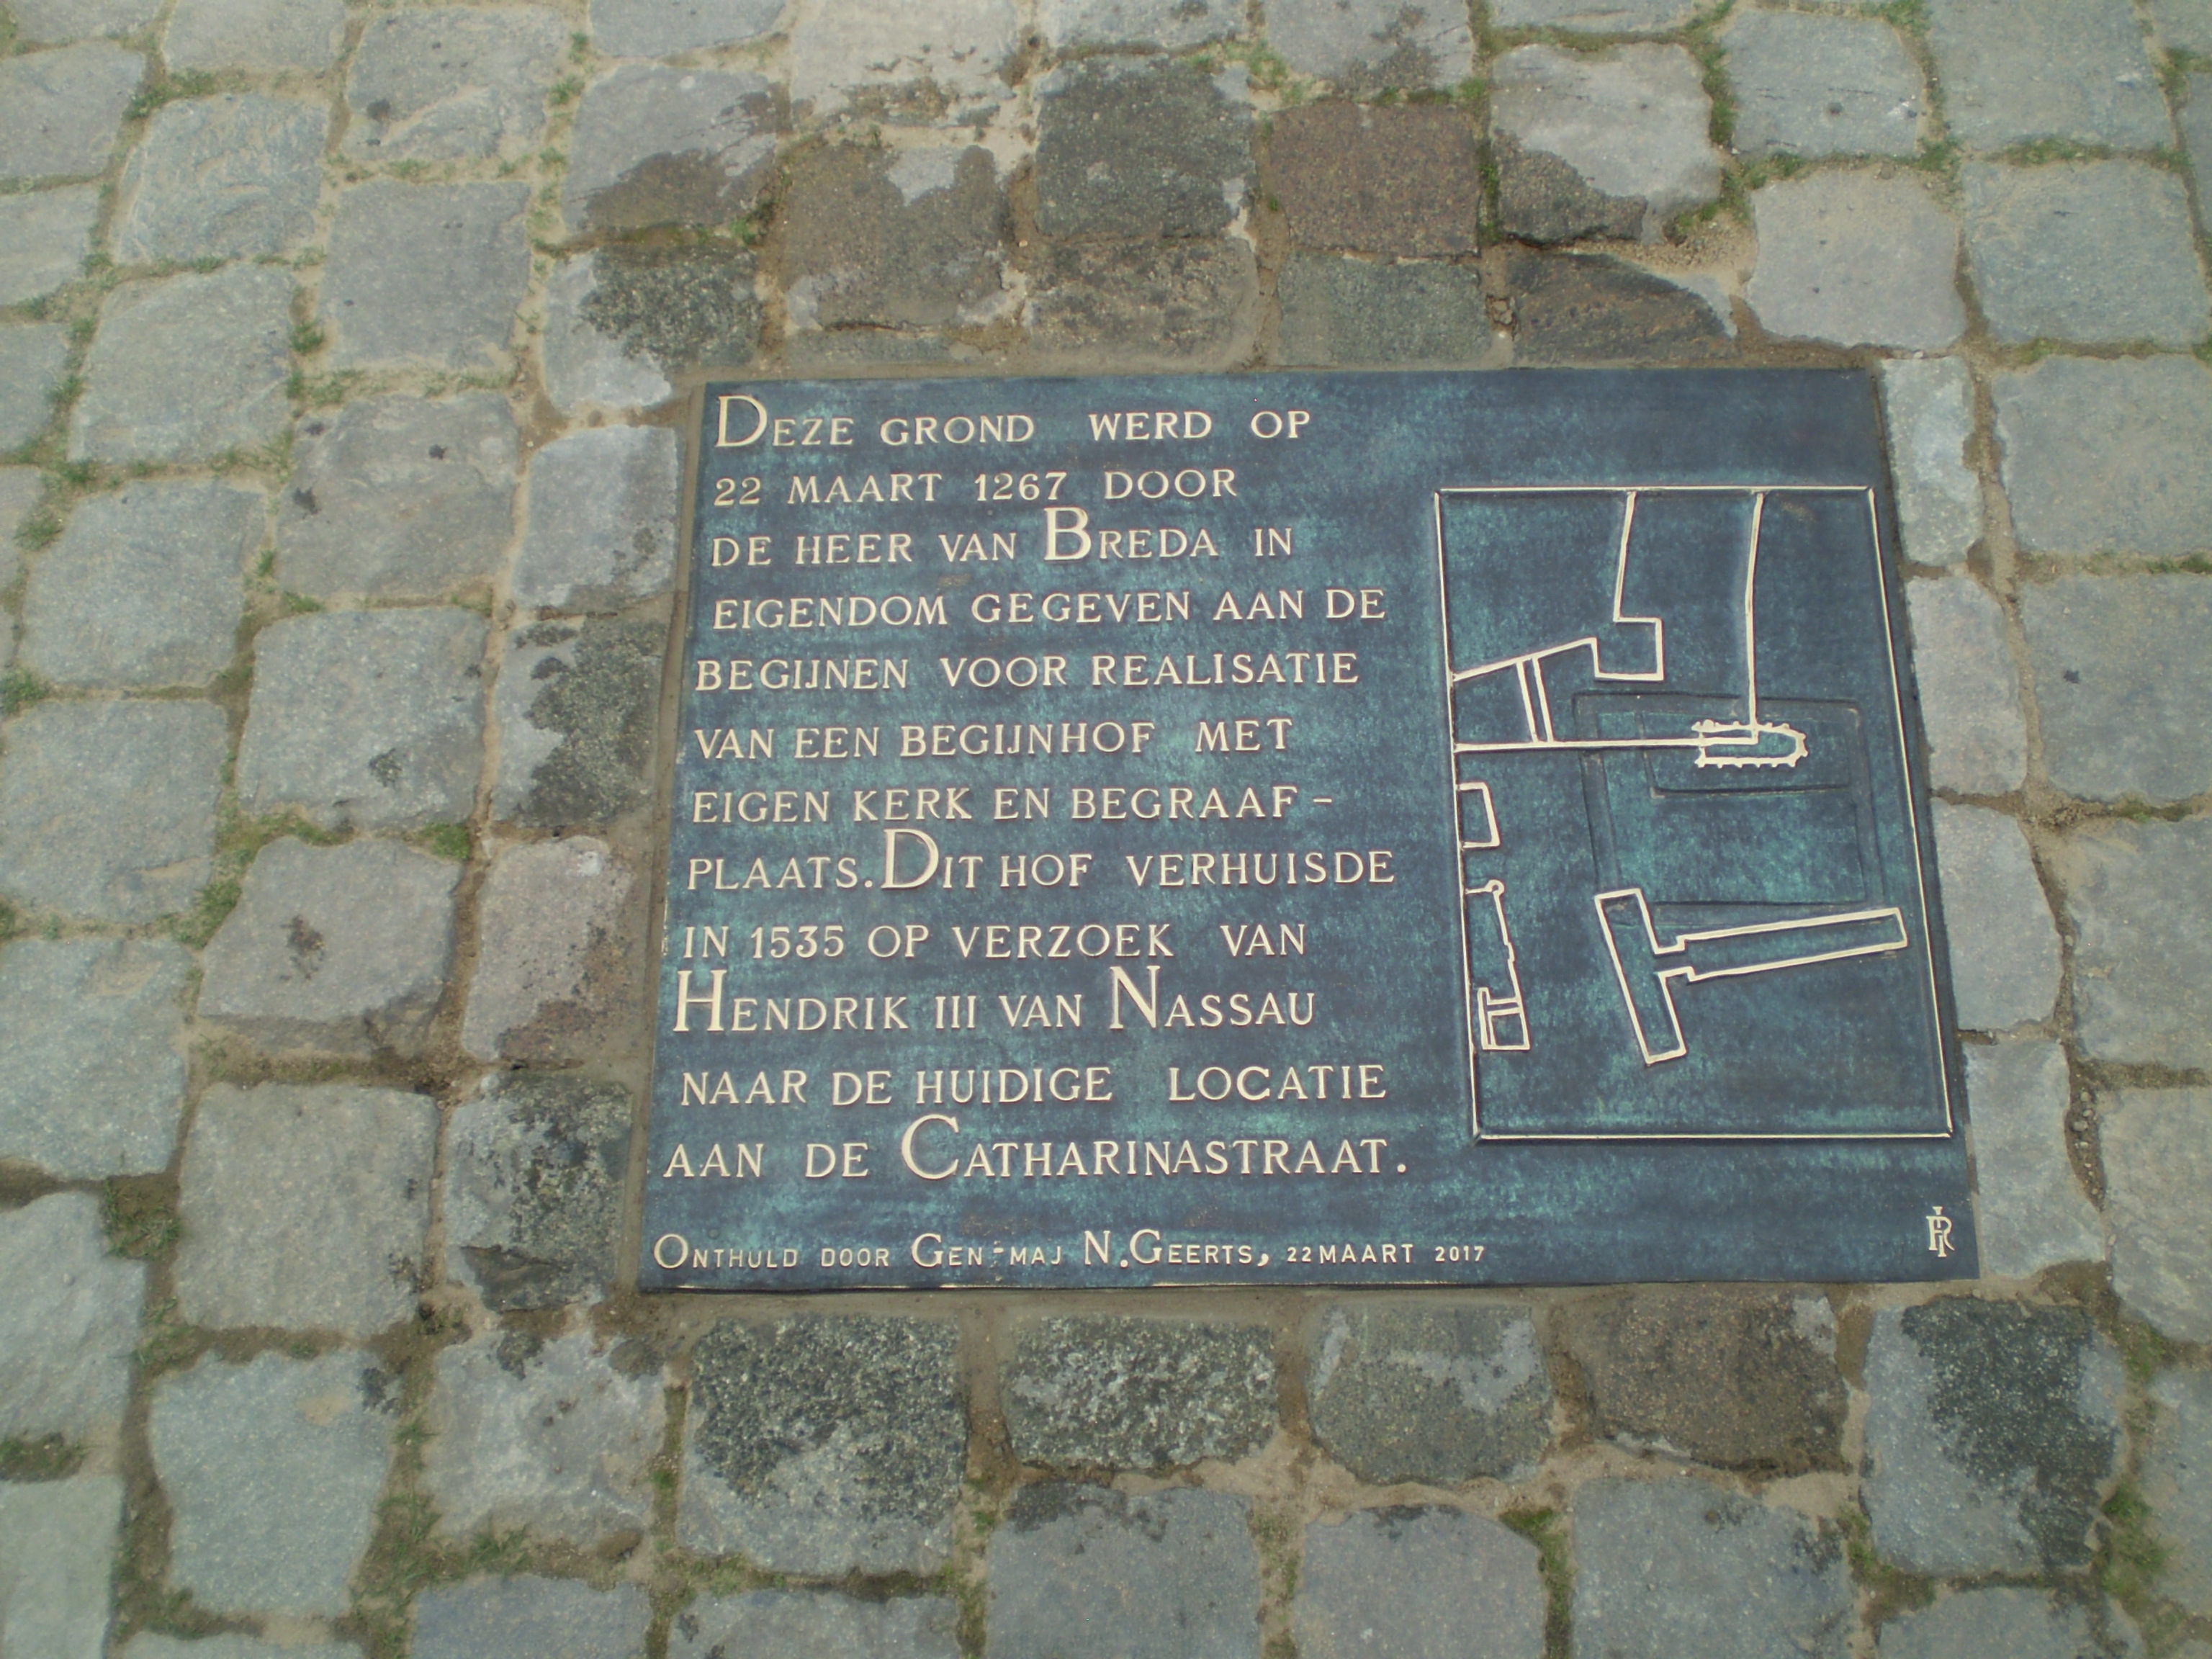 DEZE GROND WERD OP
22 MAART 1267 DOOR
DE HEER VAN BREDA IN
EIGENDOM GEGEVEN AAN DE
BEGIJNEN VOOR REALISATIE
VAN EEN BEGIJNHOF MET
EIGEN KERK EN BEGRAAF-
PLAATS. DIT HOF VERHUISDE
IN 1535 OP VERZOEK VAN
HENDRIK III VAN NASSAU
NAAR DE HUIDIGE LOCATIE
AAN DE CATHARINASTRAAT.
ONTHULD DOOR GEN-MAJ N. GEERTS, 22 MAART 2017